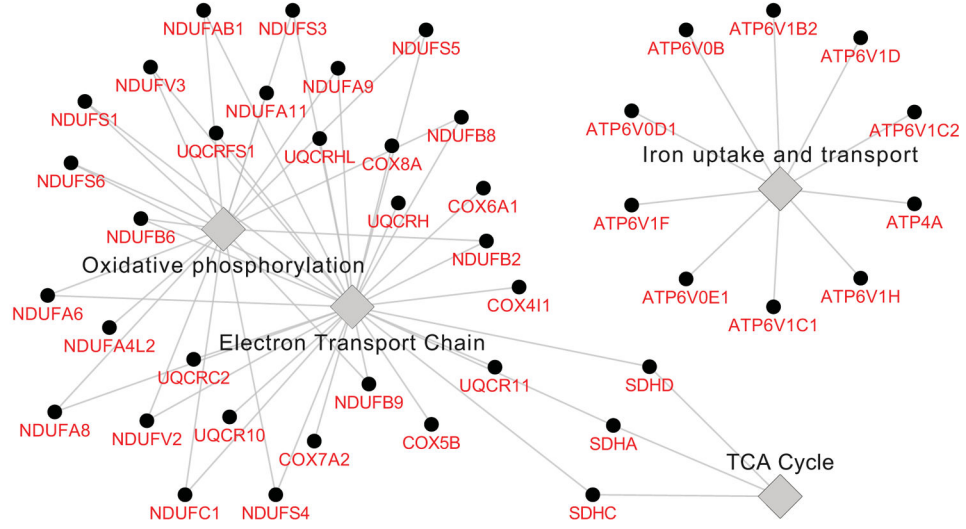 NDUFAB1
NDUFS3
NDUFS5
ATP6V0B
ATP6V1B2
ATP6V1D
NDUFV3
NDUFA9
NDUFA11
NDUFS1
UQCRFS1
UQCRHL
COX8A
NDUFB8
ATP6V0D1
ATP6V1C2
Iron uptake and transport
NDUFS6
UQCRH
COX6A1
ATP6V1F
ATP4A
NDUFB6
NDUFB2
Oxidative phosphorylation
NDUFA6
COX4I1
ATP6V0E1
ATP6V1C1
ATP6V1H
NDUFA4L2
Electron Transport Chain
UQCRC2
NDUFB9
UQCR11
SDHD
NDUFA8
NDUFV2
UQCR10
COX7A2
COX5B
SDHA
TCA Cycle
NDUFC1
NDUFS4
SDHC